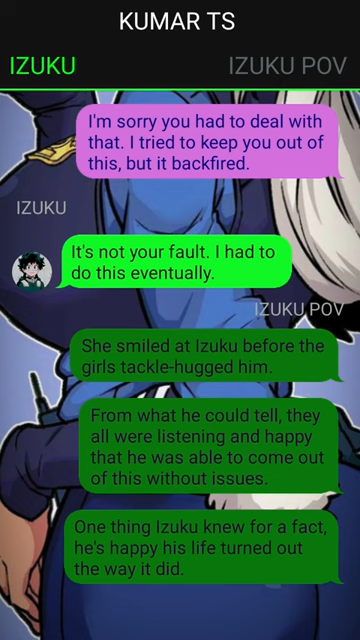 KUMAR TS
IZUKU IZUKU POV
I'm sorry you had to deal with
that. I tried to keep you out of
this, but it backfired.
IZUKU
It's not your fault. I had to
do this eventually.
IZUKU POV
She smiled at Izuku before the
girls tackle-hugged him.
From what he could tell, they
all were listening and happy
that he was able to come out
of this without issues.
One thing Izuku knew for a fact,
he's happy his life turned out
the way it did.